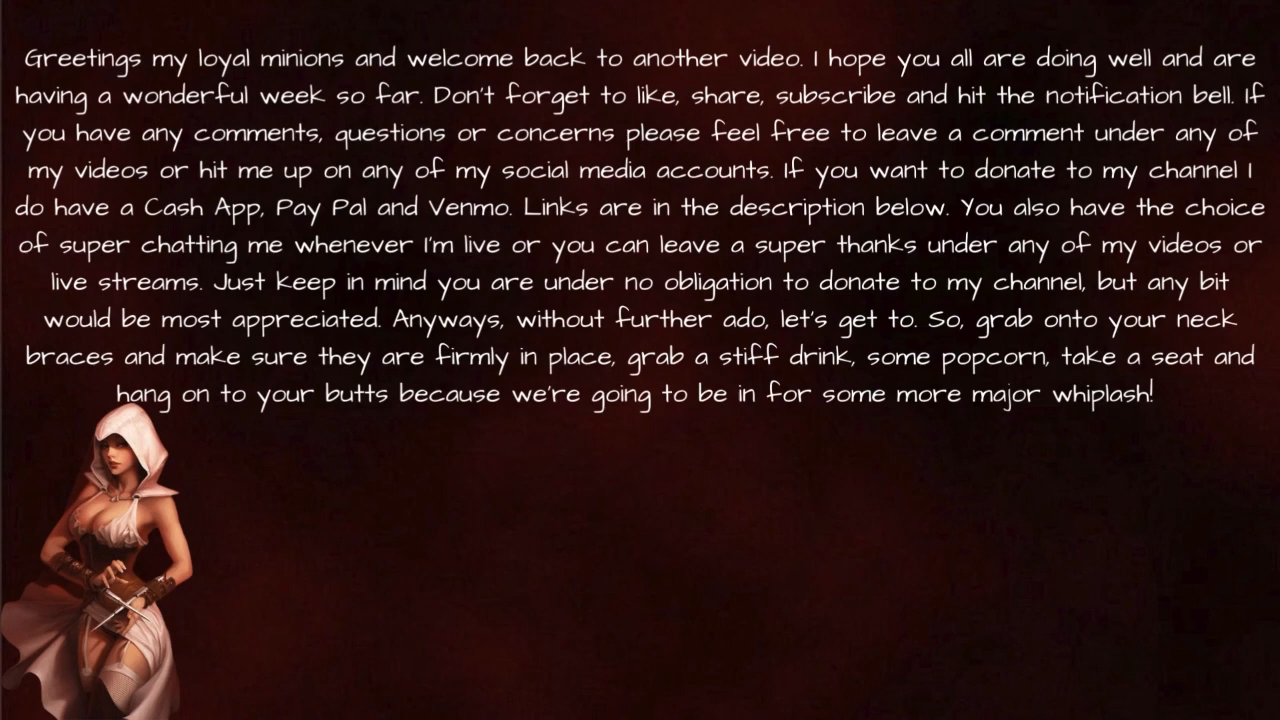 Greetings my loyal minions and welcome back to another video. I hope you all are doing well and are
having a wonderful week so far. Don't forget to like, share, subscribe and hit the notification bell. If
you have any comments, questions or concerns please feel free to leave a comment under any of
my videos or hit me up on any of my social media accounts. If you want to donate to my channel I
do have a Cash App, Pay Pal and Venmo. Links are in the description below. You also have the choice
of super chatting me whenever I'm live or you can leave a super thanks under any of my videos or
live streams. Just keep in mind you are under no obligation to donate to my channel, but any bit
would be most appreciated. Anyways, without further ado, let's get to. So, grab onto your neck
braces and make sure they are firmly in place, grab a stiff drink, some popcorn, take a seat and
hang on to your butts because we're going to be in for some more major whiplash!